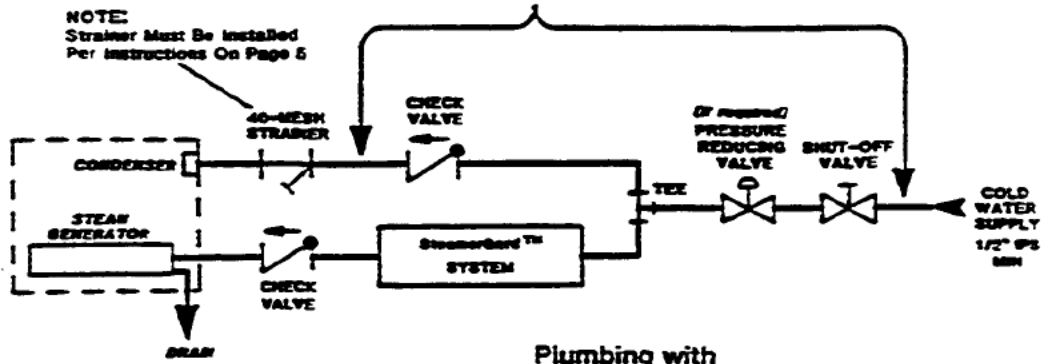 NOTE:
Strainer Must Be Installed
Per Instructions On Page 5
40-MESH
STRAINER
CHECK
VALVE
(If required)
PRESSURE
REDUCING
VALVE
SHUT-OFF
VALVE
CONDENSER
TEE
COLD
WATER
SUPPLY
1/2" IPS
MIN
STEAM
GENERATOR
SteamerGard™
SYSTEM
CHECK
VALVE
DRAIN
Plumbing with